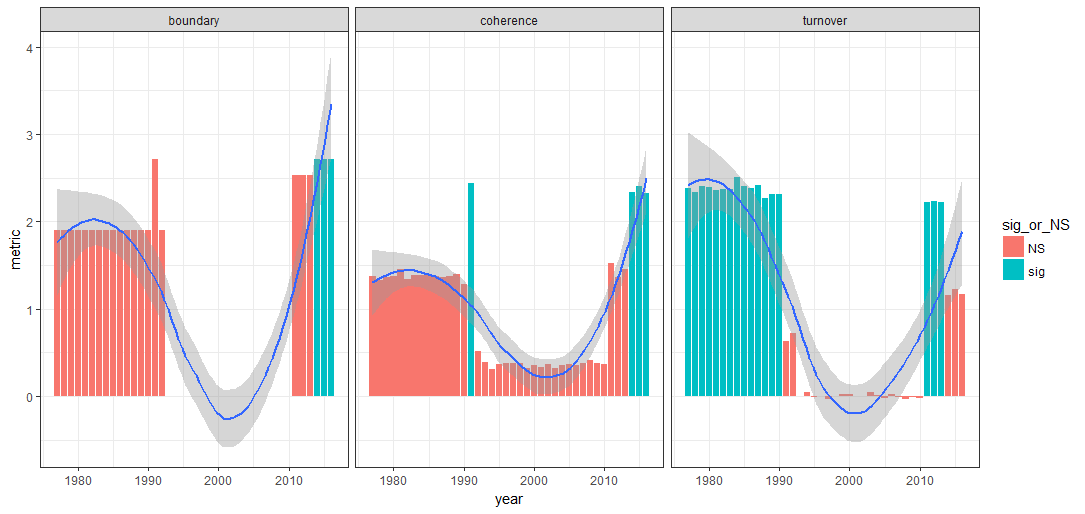 boundary coherence turnover
4
3
2
1
0
metric
1980 1990 2000 2010 1980 1990 2000 2010 1980 1990 2000 2010
year
sig_or_NS
NS
sig